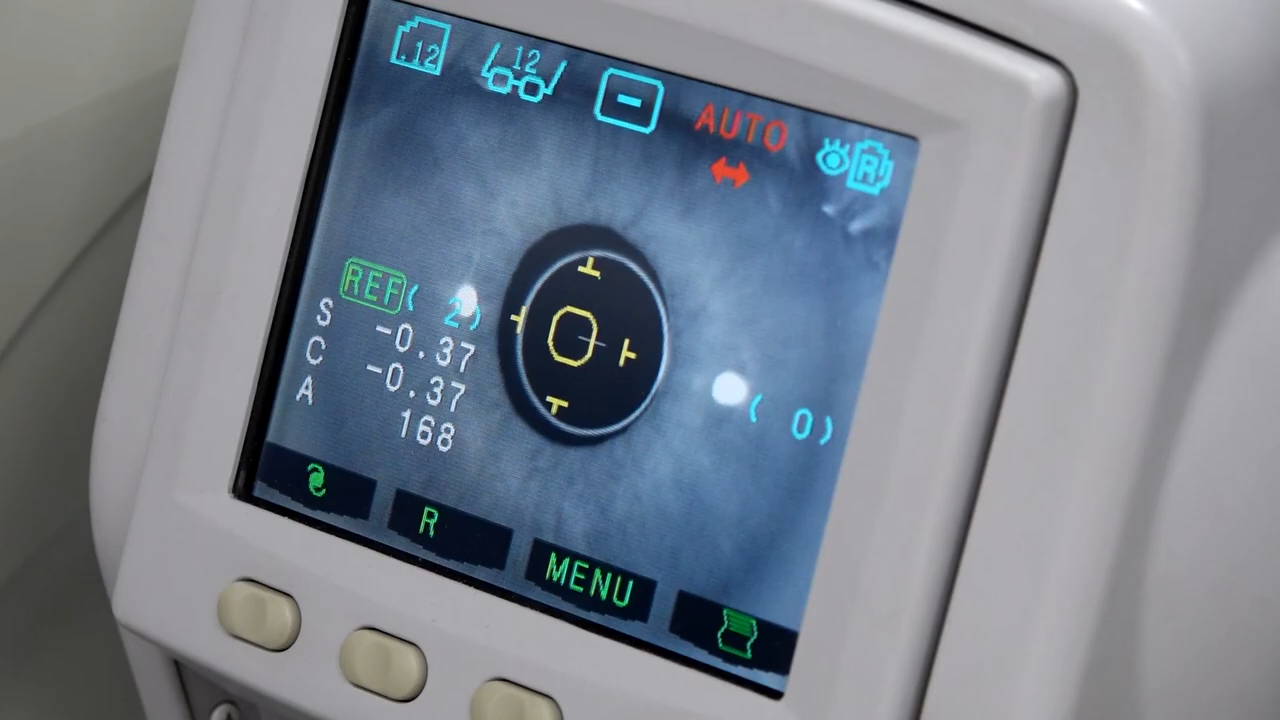 .12
12
AUTO
R
REF( 2)
S -0.37
C -0.37
A 168
( 0)
R
MENU